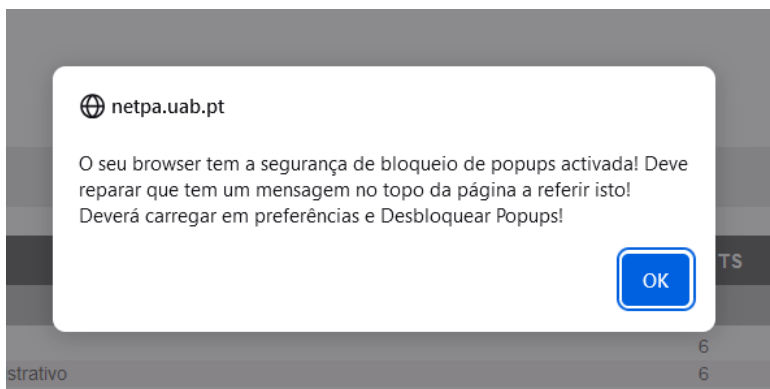 netpa.uab.pt
O seu browser tem a segurança de bloqueio de popups activada! Deve
reparar que tem um mensagem no topo da página a referir isto!
Deverá carregar em preferências e Desbloquear Popups!
OK
TS
6
strativo
6